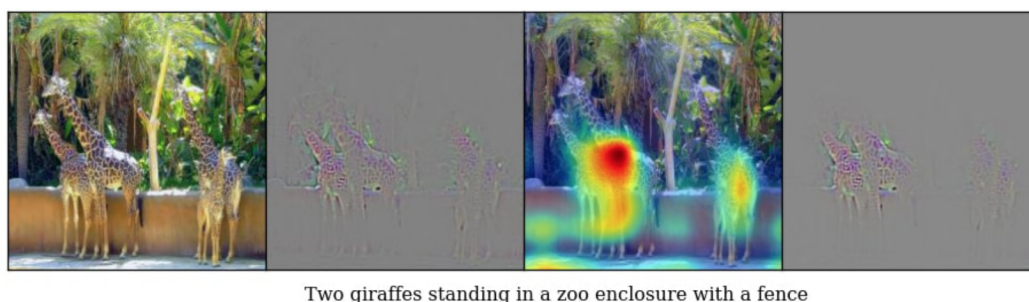 Two giraffes standing in a zoo enclosure with a fence